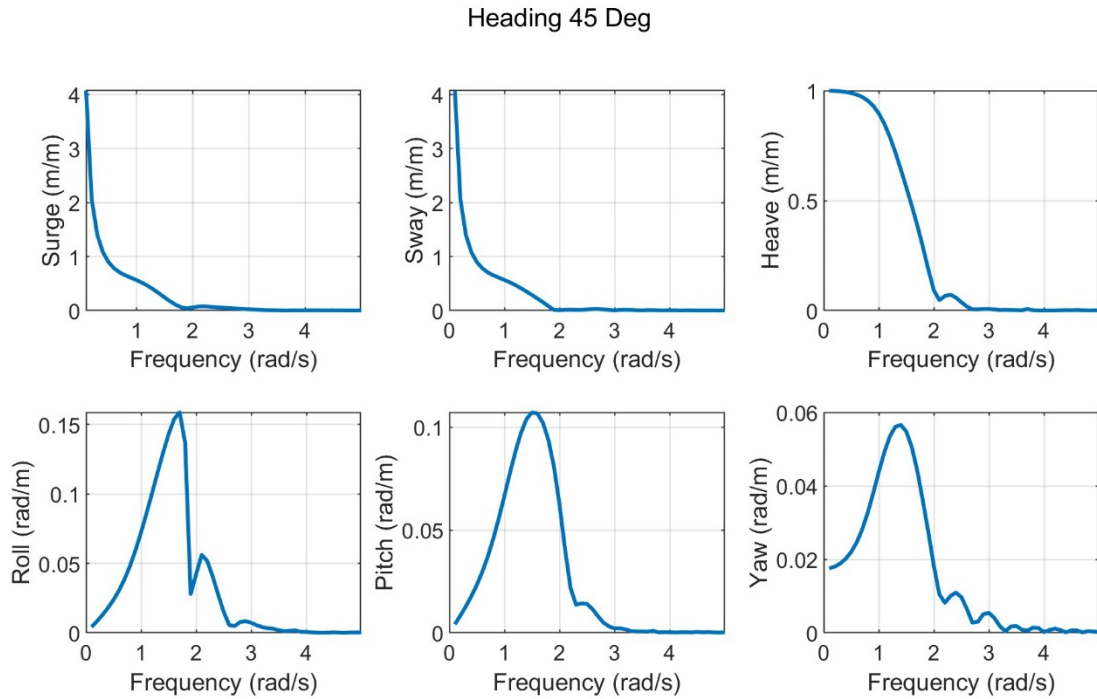 Heading 45 Deg
Surge (m/m)
4
3
2
1
0
0 1 2 3 4
Frequency (rad/s)
Sway (m/m)
4
3
2
1
0
0 1 2 3 4
Frequency (rad/s)
Heave (m/m)
1
0.5
0
0 1 2 3 4
Frequency (rad/s)
Roll (rad/m)
0.15
0.1
0.05
0
0 1 2 3 4
Frequency (rad/s)
Pitch (rad/m)
0.1
0.05
0
0 1 2 3 4
Frequency (rad/s)
Yaw (rad/m)
0.06
0.04
0.02
0
0 1 2 3 4
Frequency (rad/s)